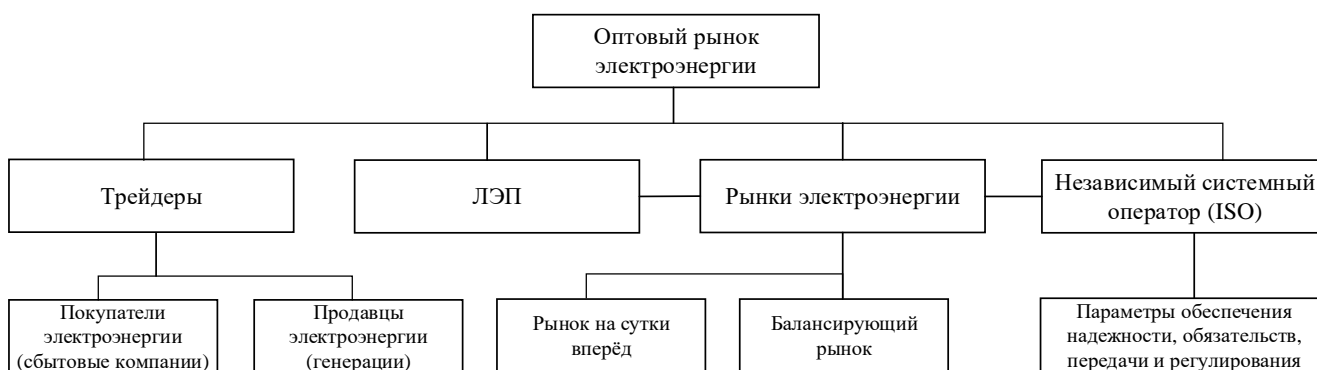 Оптовый рынок
электроэнергии
Трейдеры
ЛЭП
Рынки электроэнергии
Независимый системный
оператор (ISO)
Покупатели
электроэнергии
(сбытовые компании)
Продавцы
электроэнергии
(генерации)
Рынок на сутки
вперёд
Балансирующий
рынок
Параметры обеспечения
надежности, обязательств,
передачи и регулирования